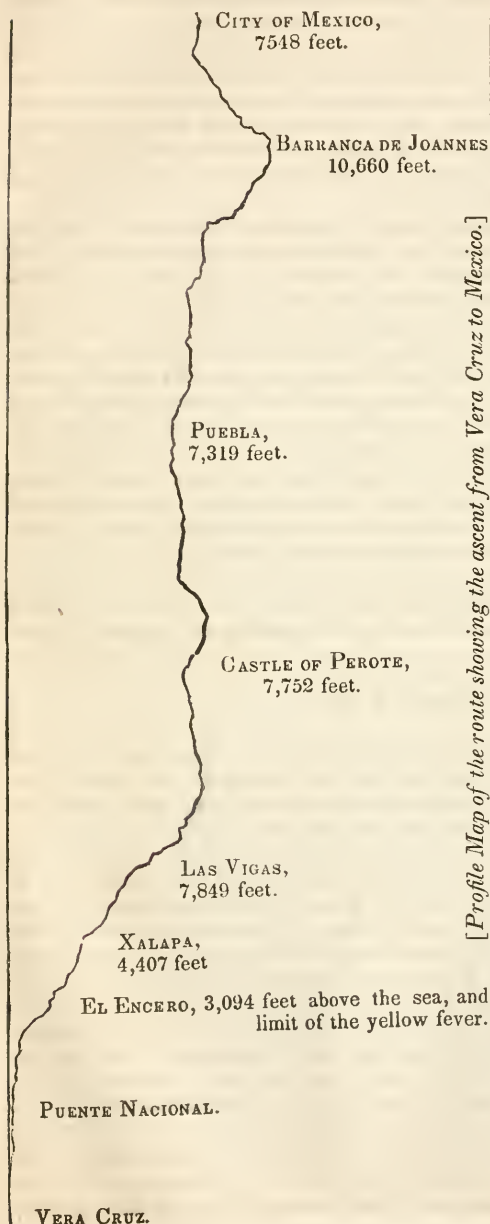 CITY OF MEXICO,
7548 feet.
BARRANCA DE JOANNES
10,660 feet.
PUEBLA,
7,319 feet.
CASTLE OF PEROTE,
7,752 feet.
LAS VIGAS,
7,849 feet.
XALAPA,
4,407 feet
EL ENCERO, 3,094 feet above the sea, and
limit of the yellow fever.
PUENTE NACIONAL.
VERA CRUZ.
[Profile Map of the route showing the ascent from Vera Cruz to Mexico.]